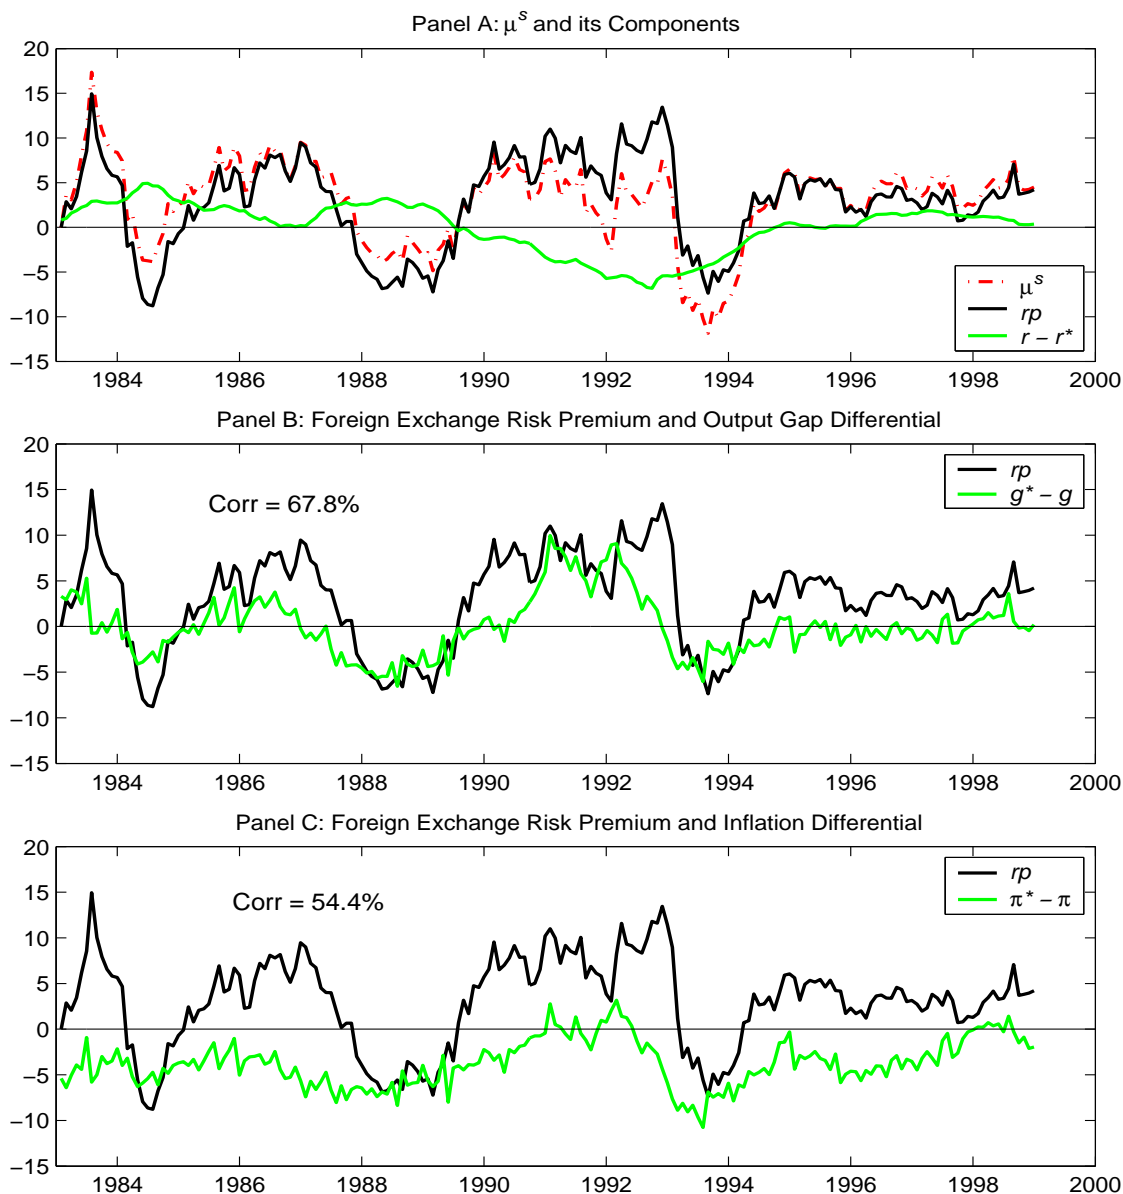 Panel A: μˢ and its Components
20
15
10
5
0
−5
−10
−15
μˢ
rp
r − r*
1984 1986 1988 1990 1992 1994 1996 1998 2000
Panel B: Foreign Exchange Risk Premium and Output Gap Differential
20
15
10
5
0
−5
−10
−15
Corr = 67.8%
rp
g* − g
1984 1986 1988 1990 1992 1994 1996 1998 2000
Panel C: Foreign Exchange Risk Premium and Inflation Differential
20
15
10
5
0
−5
−10
−15
Corr = 54.4%
rp
π* − π
1984 1986 1988 1990 1992 1994 1996 1998 2000